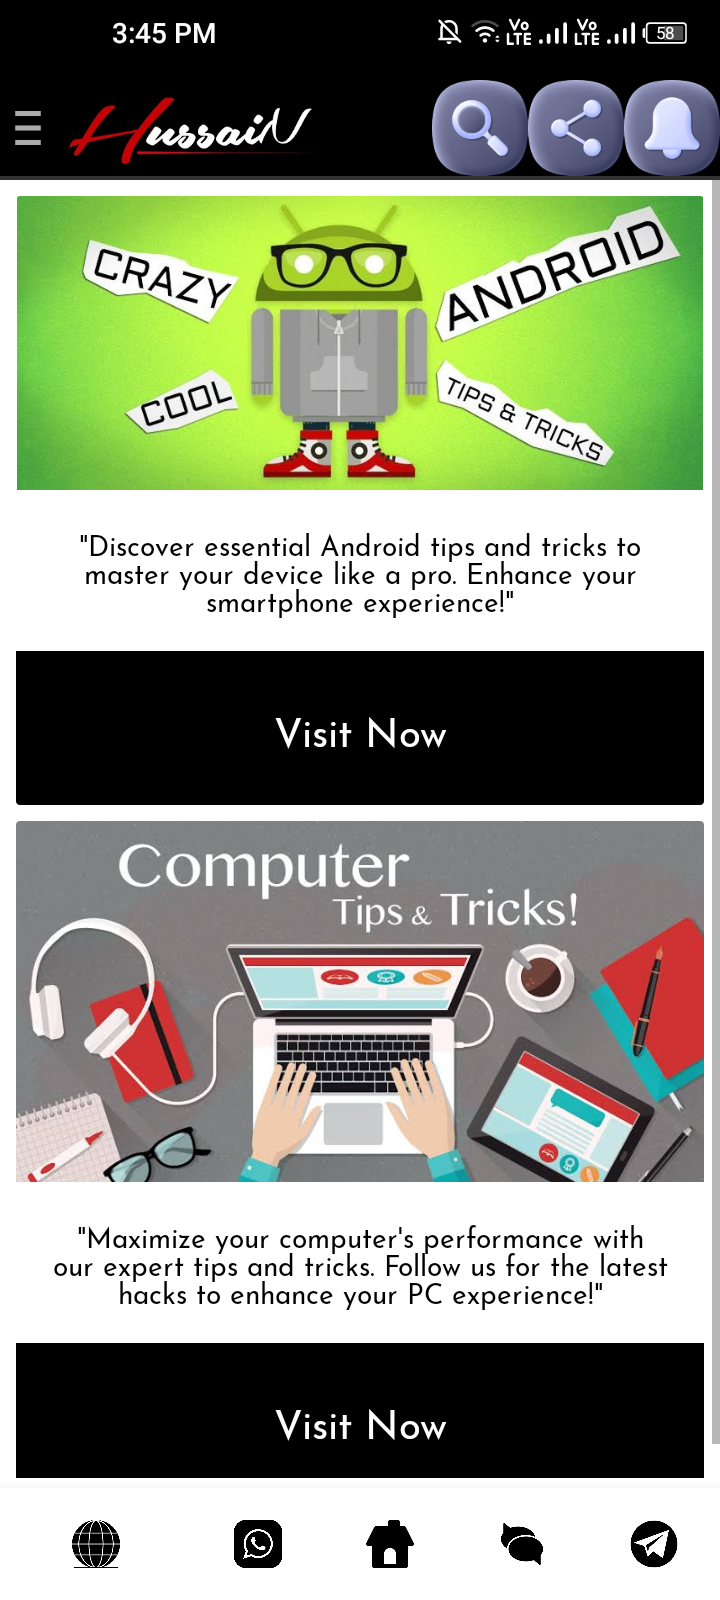 3:45 PM
Vo LTE
Vo LTE
58
HussaiN
CRAZY
ANDROID
COOL
TIPS & TRICKS
"Discover essential Android tips and tricks to
master your device like a pro. Enhance your
smartphone experience!"
Visit Now
Computer
Tips & Tricks!
"Maximize your computer's performance with
our expert tips and tricks. Follow us for the latest
hacks to enhance your PC experience!"
Visit Now